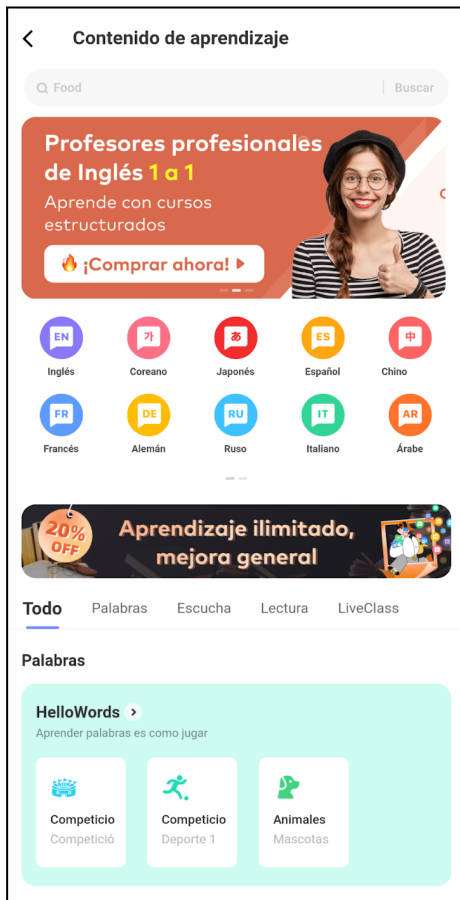 Contenido de aprendizaje
Food
Buscar
Profesores profesionales
de Inglés 1 a 1
Aprende con cursos
estructurados
¡Comprar ahora!
EN
가
あ
ES
中
Inglés
Coreano
Japonés
Español
Chino
FR
DE
RU
IT
AR
Francés
Alemán
Ruso
Italiano
Árabe
20%
OFF
Aprendizaje ilimitado,
mejora general
Todo
Palabras
Escucha
Lectura
LiveClass
Palabras
HelloWords
Aprender palabras es como jugar
Competicio
Competició
Competicio
Deporte 1
Animales
Mascotas